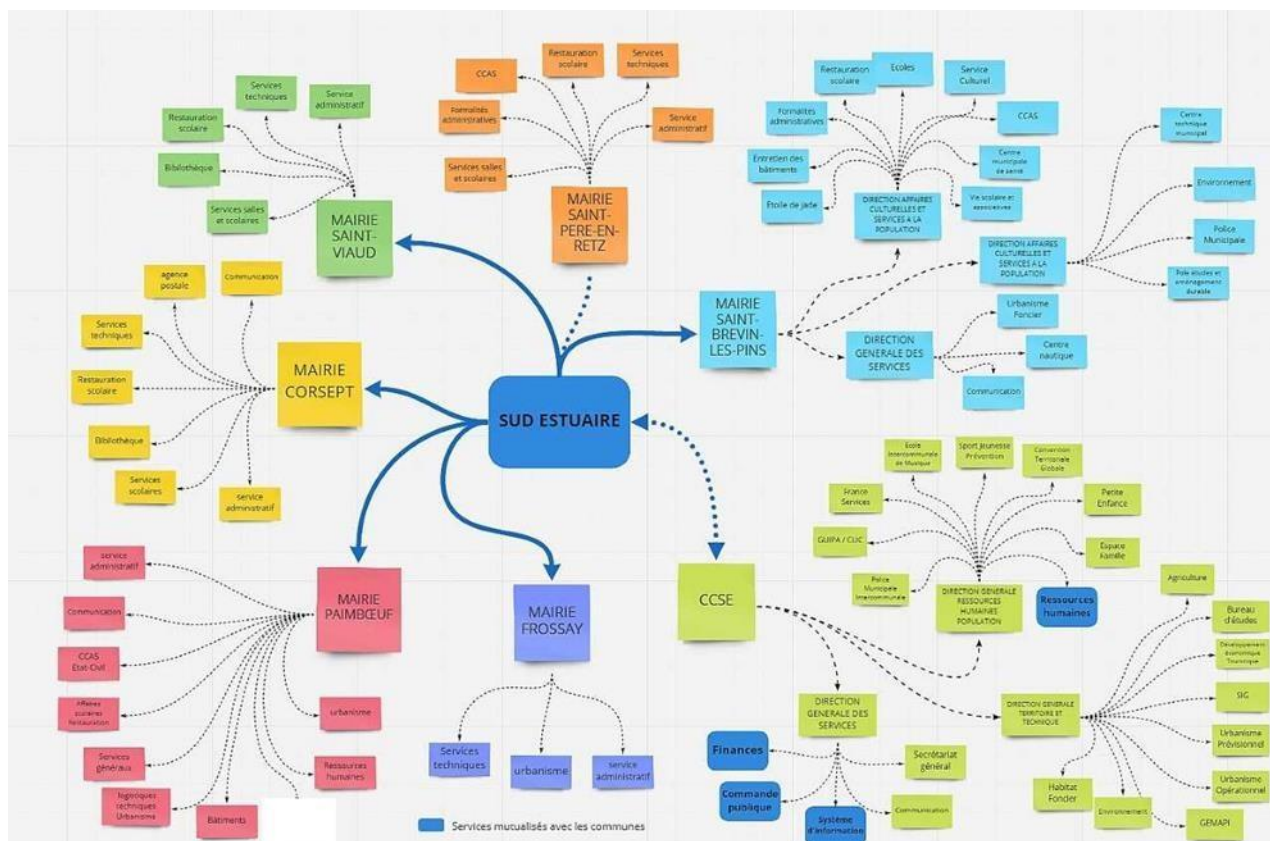 Services
techniques
Service
administratif
Restauration
scolaire
Bibliothèque
Services salles
et scolaires
MAIRIE
SAINT-
VIAUD
CCAS
Restauration
scolaire
Services
techniques
Formalités
administratives
Service
administratif
Services salles
et scolaires
MAIRIE
SAINT-
PERE-EN-
RETZ
Restauration
scolaire
Ecoles
Service
Culturel
Formalités
administratives
CCAS
Entretien des
bâtiments
Centre
municipale
de santé
Etoile de jade
Vie scolaire et
associatives
DIRECTION AFFAIRES
CULTURELLES ET
SERVICES A LA
POPULATION
Centre
technique
municipal
Environnement
Police
Municipale
Pole études et
aménagement
durable
DIRECTION AFFAIRES
CULTURELLES ET
SERVICES A LA
POPULATION
MAIRIE
SAINT-
BREVIN-
LES-PINS
Urbanisme
Foncier
DIRECTION
GENERALE DES
SERVICES
Centre
nautique
Communication
agence
postale
Communication
Services
techniques
MAIRIE
CORSEPT
Restauration
scolaire
Bibliothèque
Services
scolaires
service
administratif
SUD ESTUAIRE
service
administratif
MAIRIE
PAIMBŒUF
Communication
CCAS
Etat-Civil
Affaires
scolaires
Restauration
urbanisme
Services
généraux
Ressources
humaines
logistiques
techniques
Urbanisme
Bâtiments
MAIRIE
FROSSAY
Services
techniques
urbanisme
service
administratif
CCSE
Ecole
Intercommunale
de Musique
Sport Jeunesse
Prévention
Convention
Territoriale
Globale
France
Services
Petite
Enfance
GUIPA / CLIC
Espace
Famille
Police
Municipale
Intercommunale
DIRECTION GENERALE
RESSOURCES
HUMAINES
POPULATION
Ressources
humaines
DIRECTION
GENERALE DES
SERVICES
Finances
Secrétariat
général
Commande
publique
Système
d'information
Communication
DIRECTION GENERALE
TERRITOIRE ET
TECHNIQUE
Agriculture
Bureau
d'études
Développement
économique
Touristique
SIG
Urbanisme
Prévisionnel
Urbanisme
Opérationnel
Habitat
Foncier
Environnement
GEMAPI
Services mutualisés avec les communes